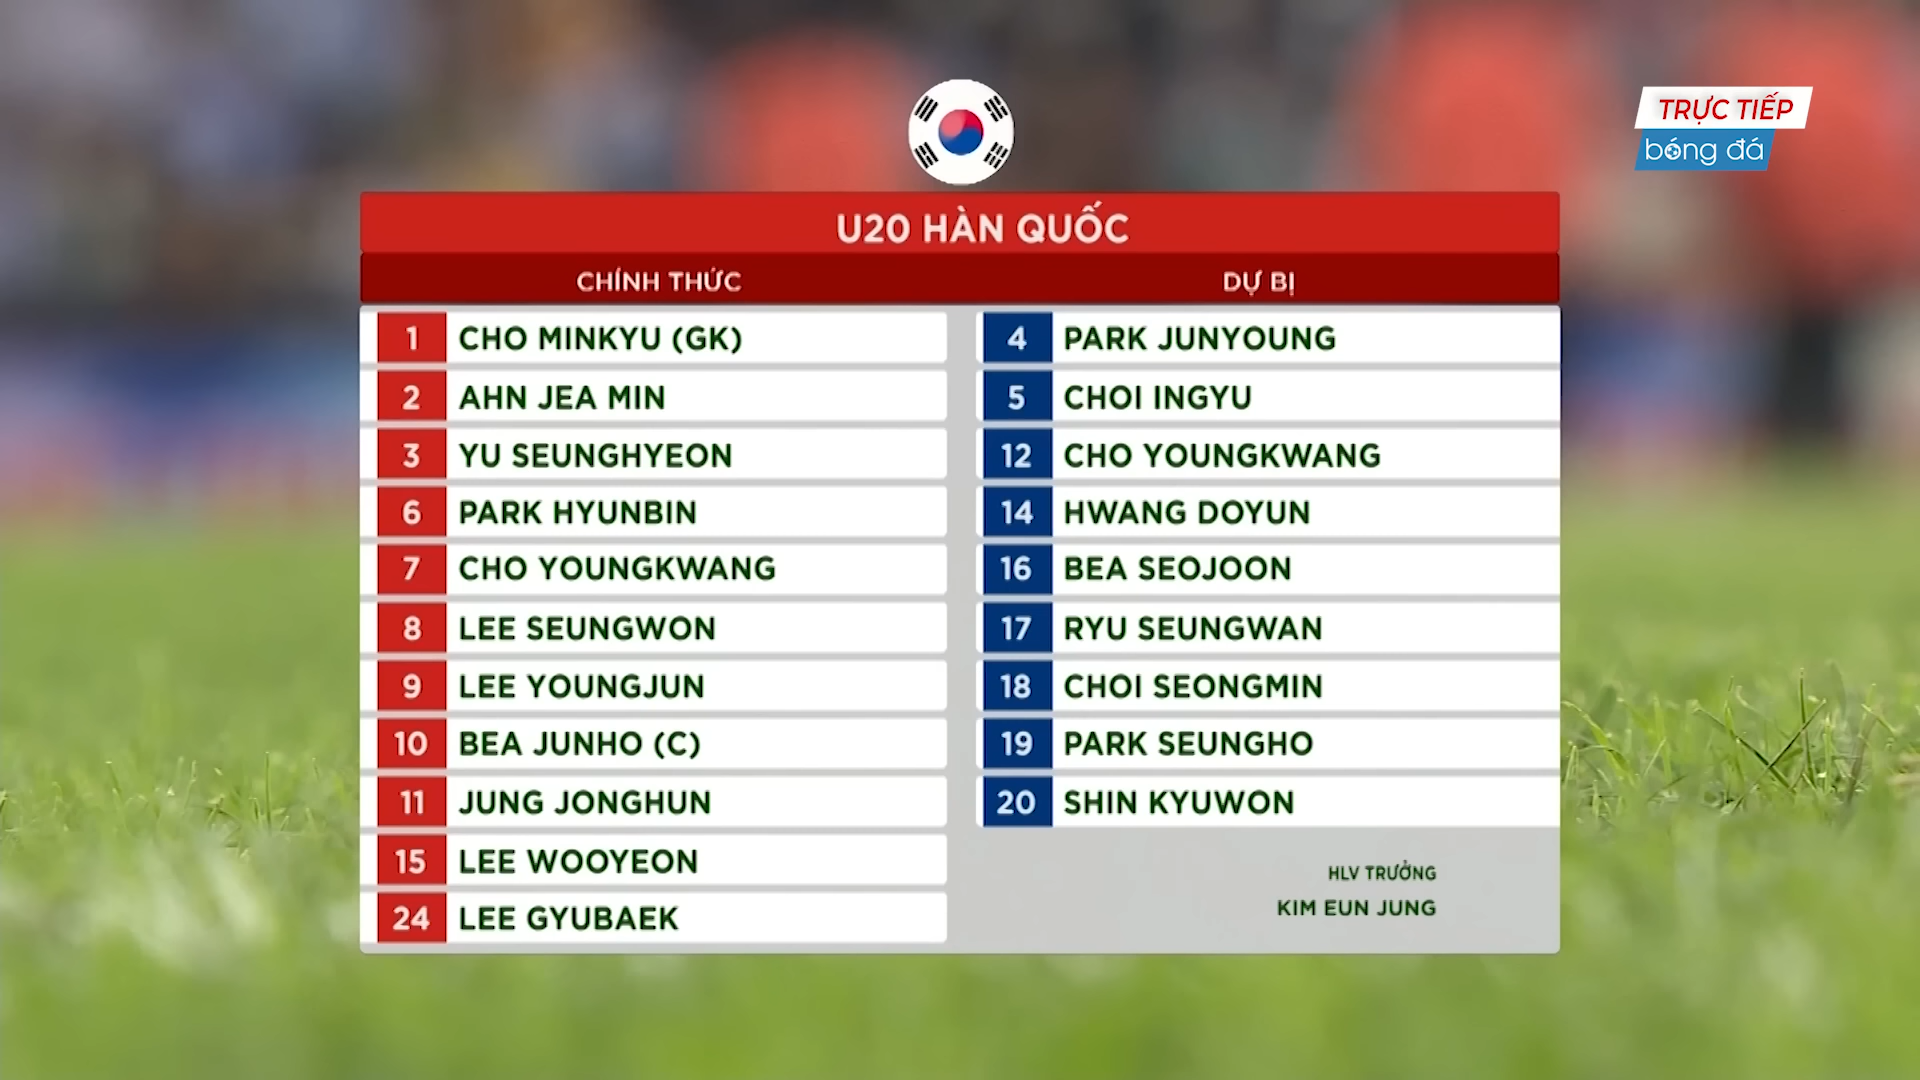 TRỰC TIẾP
bóng đá
U20 HÀN QUỐC
CHÍNH THỨC
1 CHO MINKYU (GK)
2 AHN JEA MIN
3 YU SEUNGHYEON
6 PARK HYUNBIN
7 CHO YOUNGKWANG
8 LEE SEUNGWON
9 LEE YOUNGJUN
10 BEA JUNHO (C)
11 JUNG JONGHUN
15 LEE WOOYEON
24 LEE GYUBAEK
DỰ BỊ
4 PARK JUNYOUNG
5 CHOI INGYU
12 CHO YOUNGKWANG
14 HWANG DOYUN
16 BEA SEOJOON
17 RYU SEUNGWAN
18 CHOI SEONGMIN
19 PARK SEUNGHO
20 SHIN KYUWON
HLV TRƯỞNG
KIM EUN JUNG